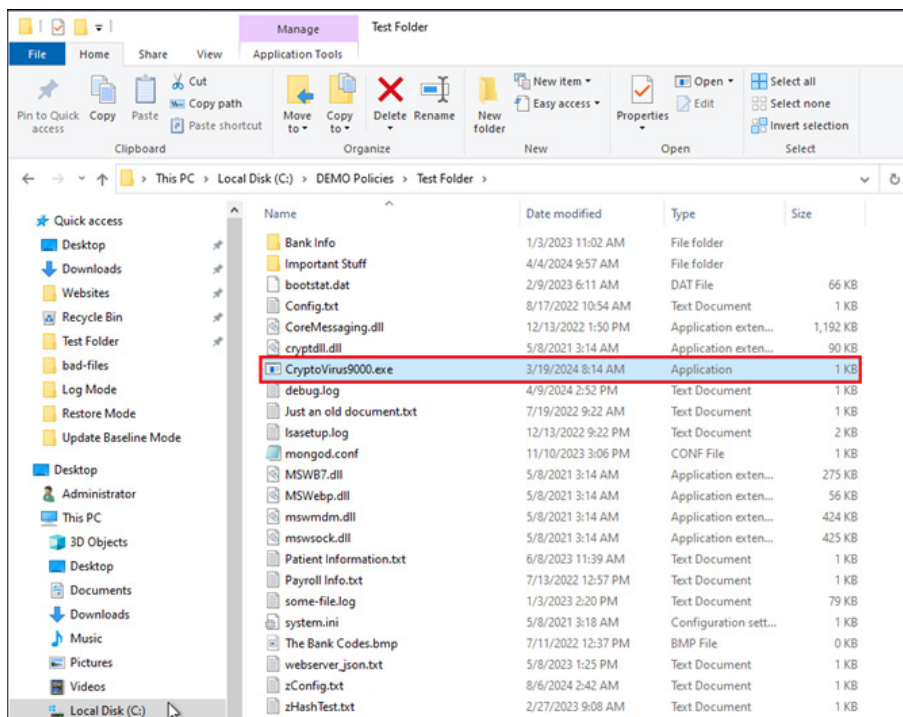 Manage Test Folder
File Home Share View Application Tools
Pin to Quick access
Copy
Paste
Cut
Copy path
Paste shortcut
Clipboard
Move to
Copy to
Delete
Rename
Organize
New folder
New item
Easy access
New
Properties
Open
Edit
Open
Select all
Select none
Invert selection
Select
This PC > Local Disk (C:) > DEMO Policies > Test Folder >
Quick access
Desktop
Downloads
Websites
Recycle Bin
Test Folder
bad-files
Log Mode
Restore Mode
Update Baseline Mode
Desktop
Administrator
This PC
3D Objects
Desktop
Documents
Downloads
Music
Pictures
Videos
Local Disk (C:)
Name Date modified Type Size
Bank Info 1/3/2023 11:02 AM File folder
Important Stuff 4/4/2024 9:57 AM File folder
bootstat.dat 2/9/2023 6:11 AM DAT File 66 KB
Config.txt 8/17/2022 10:54 AM Text Document 1 KB
CoreMessaging.dll 12/13/2022 1:50 PM Application exten... 1,192 KB
cryptdll.dll 5/8/2021 3:14 AM Application exten... 90 KB
CryptoVirus9000.exe 3/19/2024 8:14 AM Application 1 KB
debug.log 4/9/2024 2:52 PM Text Document 1 KB
Just an old document.txt 7/19/2022 9:22 AM Text Document 1 KB
lsasetup.log 12/13/2022 9:22 PM Text Document 2 KB
mongod.conf 11/10/2023 3:06 PM CONF File 1 KB
MSWB7.dll 5/8/2021 3:14 AM Application exten... 275 KB
MSWebp.dll 5/8/2021 3:14 AM Application exten... 56 KB
mswmdm.dll 5/8/2021 3:14 AM Application exten... 424 KB
mswsock.dll 5/8/2021 3:14 AM Application exten... 425 KB
Patient Information.txt 6/8/2023 11:39 AM Text Document 1 KB
Payroll Info.txt 7/13/2022 12:57 PM Text Document 1 KB
some-file.log 1/3/2023 2:20 PM Text Document 79 KB
system.ini 5/8/2021 3:18 AM Configuration sett... 1 KB
The Bank Codes.bmp 7/11/2022 12:37 PM BMP File 0 KB
webserver_json.txt 5/8/2023 1:25 PM Text Document 1 KB
zConfig.txt 8/6/2024 2:42 AM Text Document 1 KB
zHashTest.txt 2/27/2023 9:08 AM Text Document 1 KB